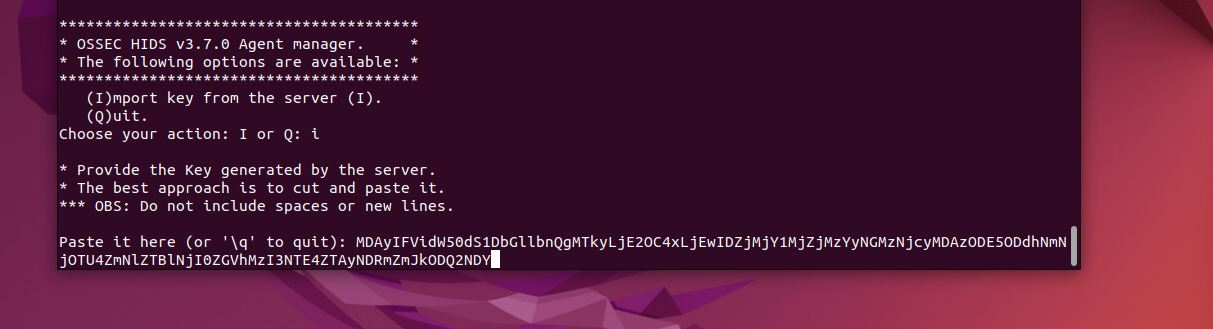 ****************************************
* OSSEC HIDS v3.7.0 Agent manager.     *
* The following options are available: *
****************************************
   (I)mport key from the server (I).
   (Q)uit.
Choose your action: I or Q: i
* Provide the Key generated by the server.
* The best approach is to cut and paste it.
*** OBS: Do not include spaces or new lines.
Paste it here (or '\q' to quit): MDAyIFVidW50dS1DbGllbnQgMTkyLjE2OC4xLjEwIDZjMjY1MjZjMzYyNGMzNjcyMDAzODE5ODdhNmN
jOTU4ZmNlZTBlNjI0ZGVhMzI3NTE4ZTAyNDRmZmJkODQ2NDY